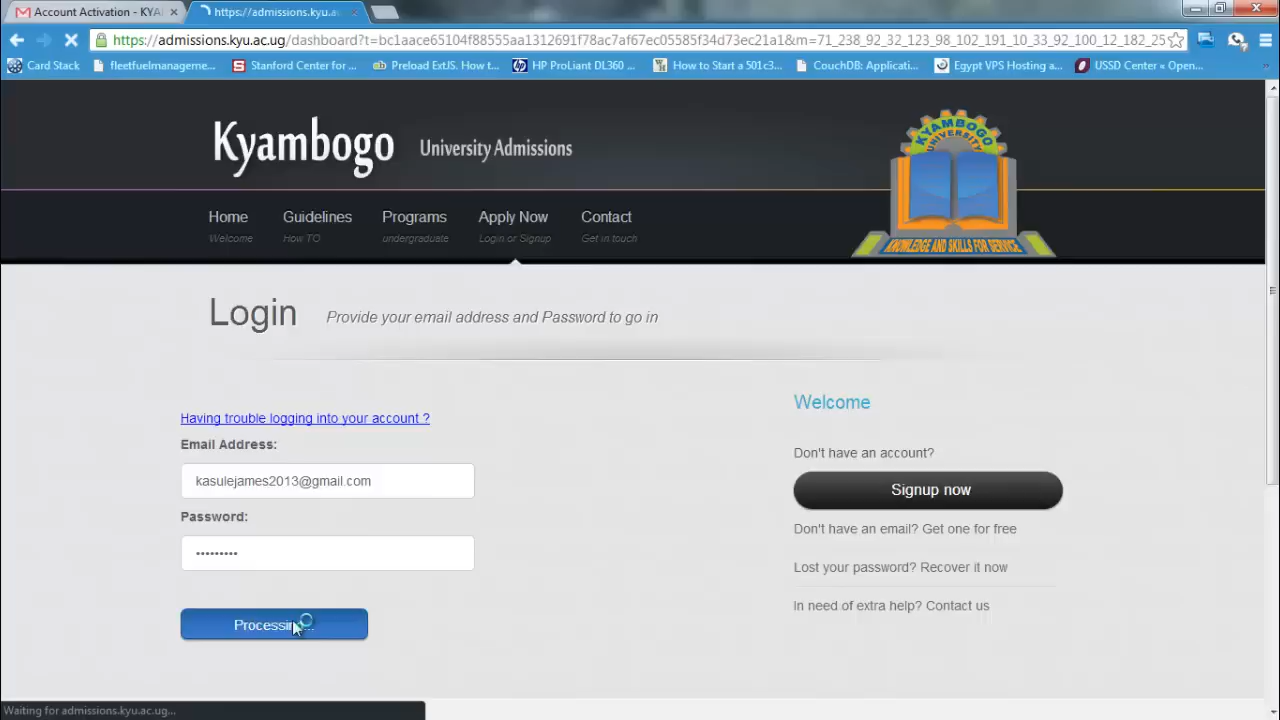 Account Activation - KYA
https://admissions.kyu.a
https://admissions.kyu.ac.ug/dashboard?t=bc1aace65104f88555aa1312691f78ac7af67ec05585f34d73ec21a1&m=71_238_92_32_123_98_102_191_10_33_92_100_12_182_25
Card Stack
fleetfuelmanageme...
Stanford Center for ...
Preload ExtJS. How t...
HP ProLiant DL360 ...
How to Start a 501c3...
CouchDB: Applicati...
Egypt VPS Hosting a...
USSD Center « Open...
Kyambogo University Admissions
KYAMBOGO UNIVERSITY
KNOWLEDGE AND SKILLS FOR SERVICE
Home Guidelines Programs Apply Now Contact
Welcome How TO undergraduate Login or Signup Get in touch
Login Provide your email address and Password to go in
Having trouble logging into your account ?
Email Address:
kasulejames2013@gmail.com
Password:
•••••••••
Processing...
Welcome
Don't have an account?
Signup now
Don't have an email? Get one for free
Lost your password? Recover it now
In need of extra help? Contact us
Waiting for admissions.kyu.ac.ug...